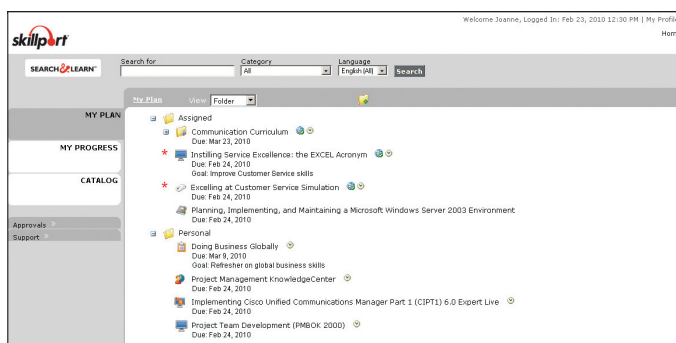 Welcome Joanne, Logged In: Feb 23, 2010 12:30 PM | My Profile
Hom
skillport
SEARCH & LEARN™
Search for
Category
Language
All
English (All)
Search
My Plan
View
Folder
MY PLAN
MY PROGRESS
CATALOG
Approvals
Support
Assigned
Communication Curriculum
Due: Mar 23, 2010
* Instilling Service Excellence: the EXCEL Acronym
Due: Feb 24, 2010
Goal: Improve Customer Service skills
* Excelling at Customer Service Simulation
Due: Feb 24, 2010
Planning, Implementing, and Maintaining a Microsoft Windows Server 2003 Environment
Due: Feb 24, 2010
Personal
Doing Business Globally
Due: Mar 9, 2010
Goal: Refresher on global business skills
Project Management KnowledgeCenter
Due: Feb 24, 2010
Implementing Cisco Unified Communications Manager Part 1 (CIPT1) 6.0 Expert Live
Due: Feb 24, 2010
Project Team Development (PMBOK 2000)
Due: Feb 24, 2010